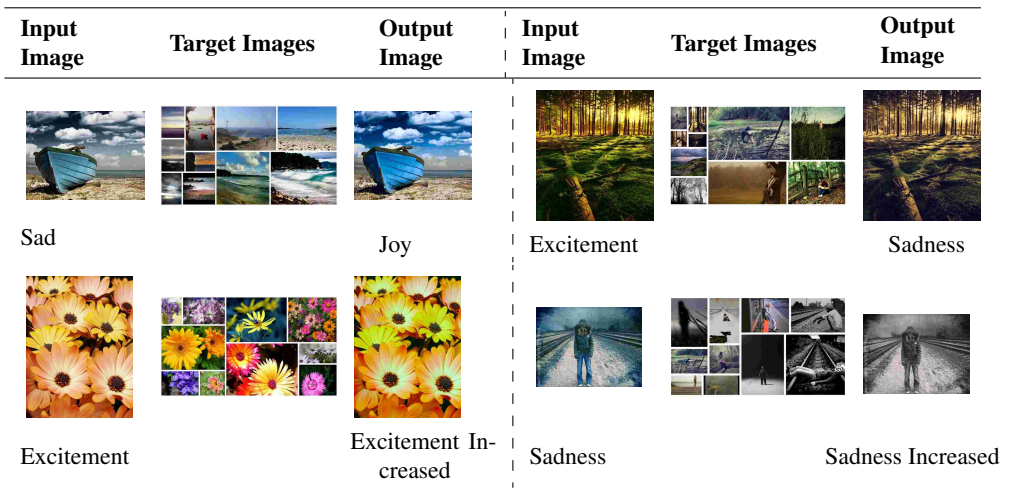 Input
Image
Target Images
Output
Image
Input
Image
Target Images
Output
Image
Sad
Joy
Excitement
Sadness
Excitement
Excitement In-
creased
Sadness
Sadness Increased